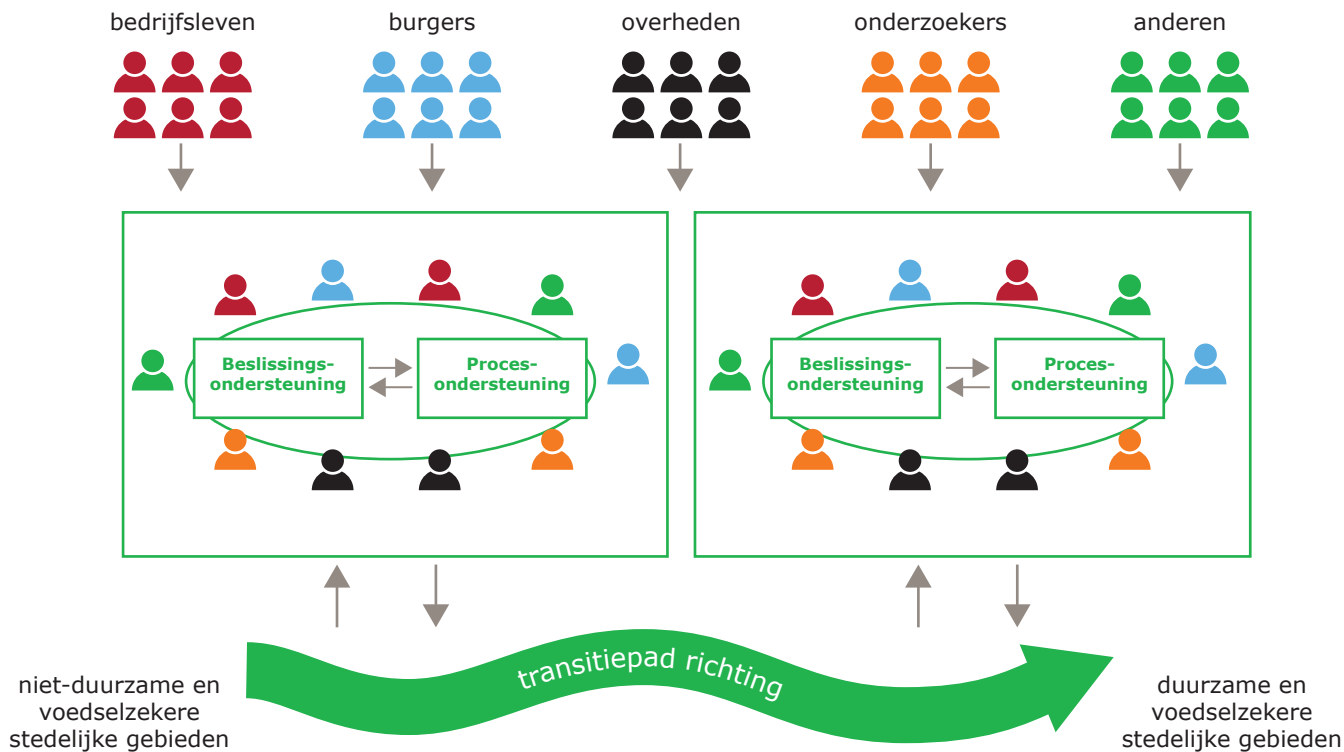 bedrijfsleven
burgers
overheden
onderzoekers
anderen
Beslissings-
ondersteuning
Proces-
ondersteuning
Beslissings-
ondersteuning
Proces-
ondersteuning
transitiepad richting
niet-duurzame en
voedselzekere
stedelijke gebieden
duurzame en
voedselzekere
stedelijke gebieden